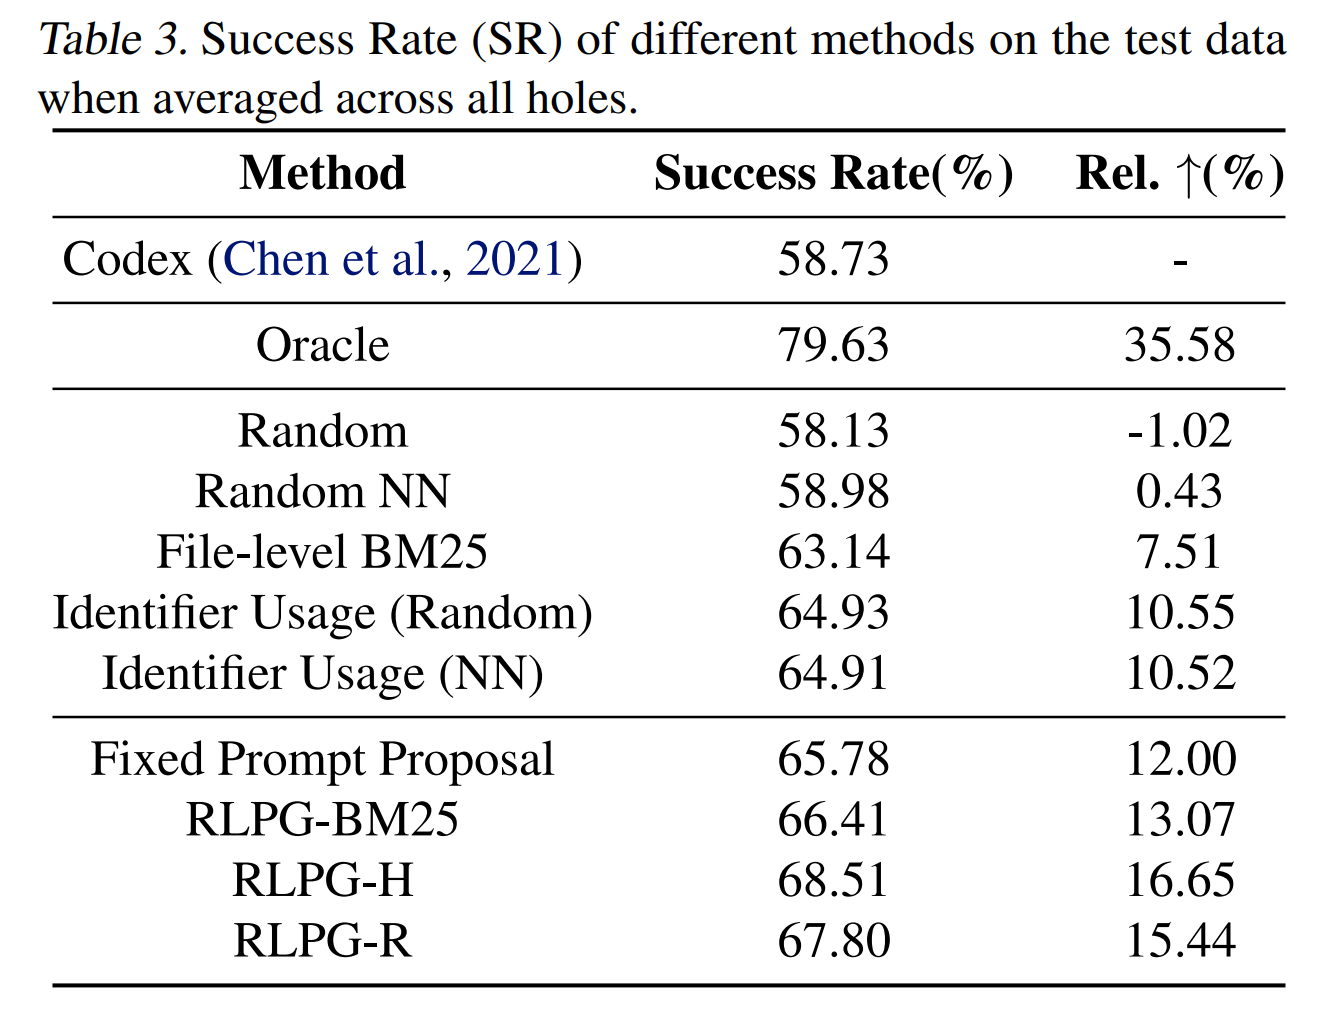 Table 3. Success Rate (SR) of different methods on the test data
when averaged across all holes.
Method Success Rate(%) Rel. ↑(%)
Codex (Chen et al., 2021) 58.73 -
Oracle 79.63 35.58
Random 58.13 -1.02
Random NN 58.98 0.43
File-level BM25 63.14 7.51
Identifier Usage (Random) 64.93 10.55
Identifier Usage (NN) 64.91 10.52
Fixed Prompt Proposal 65.78 12.00
RLPG-BM25 66.41 13.07
RLPG-H 68.51 16.65
RLPG-R 67.80 15.44